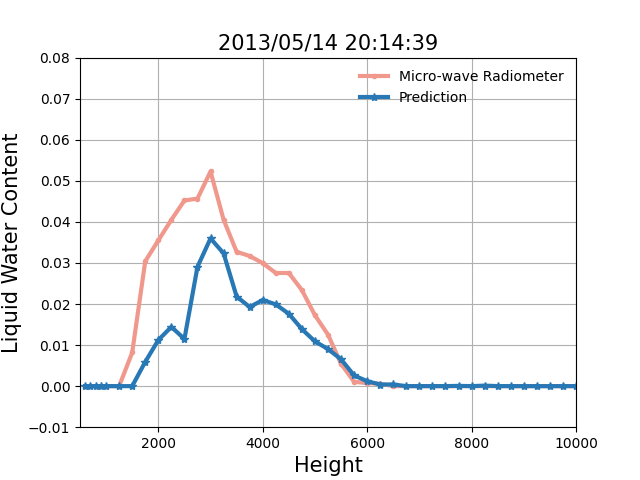 2013/05/14 20:14:39
0.08
0.07
0.06
0.05
0.04
0.03
0.02
0.01
0.00
−0.01
Liquid Water Content
Micro-wave Radiometer
Prediction
2000 4000 6000 8000 10000
Height